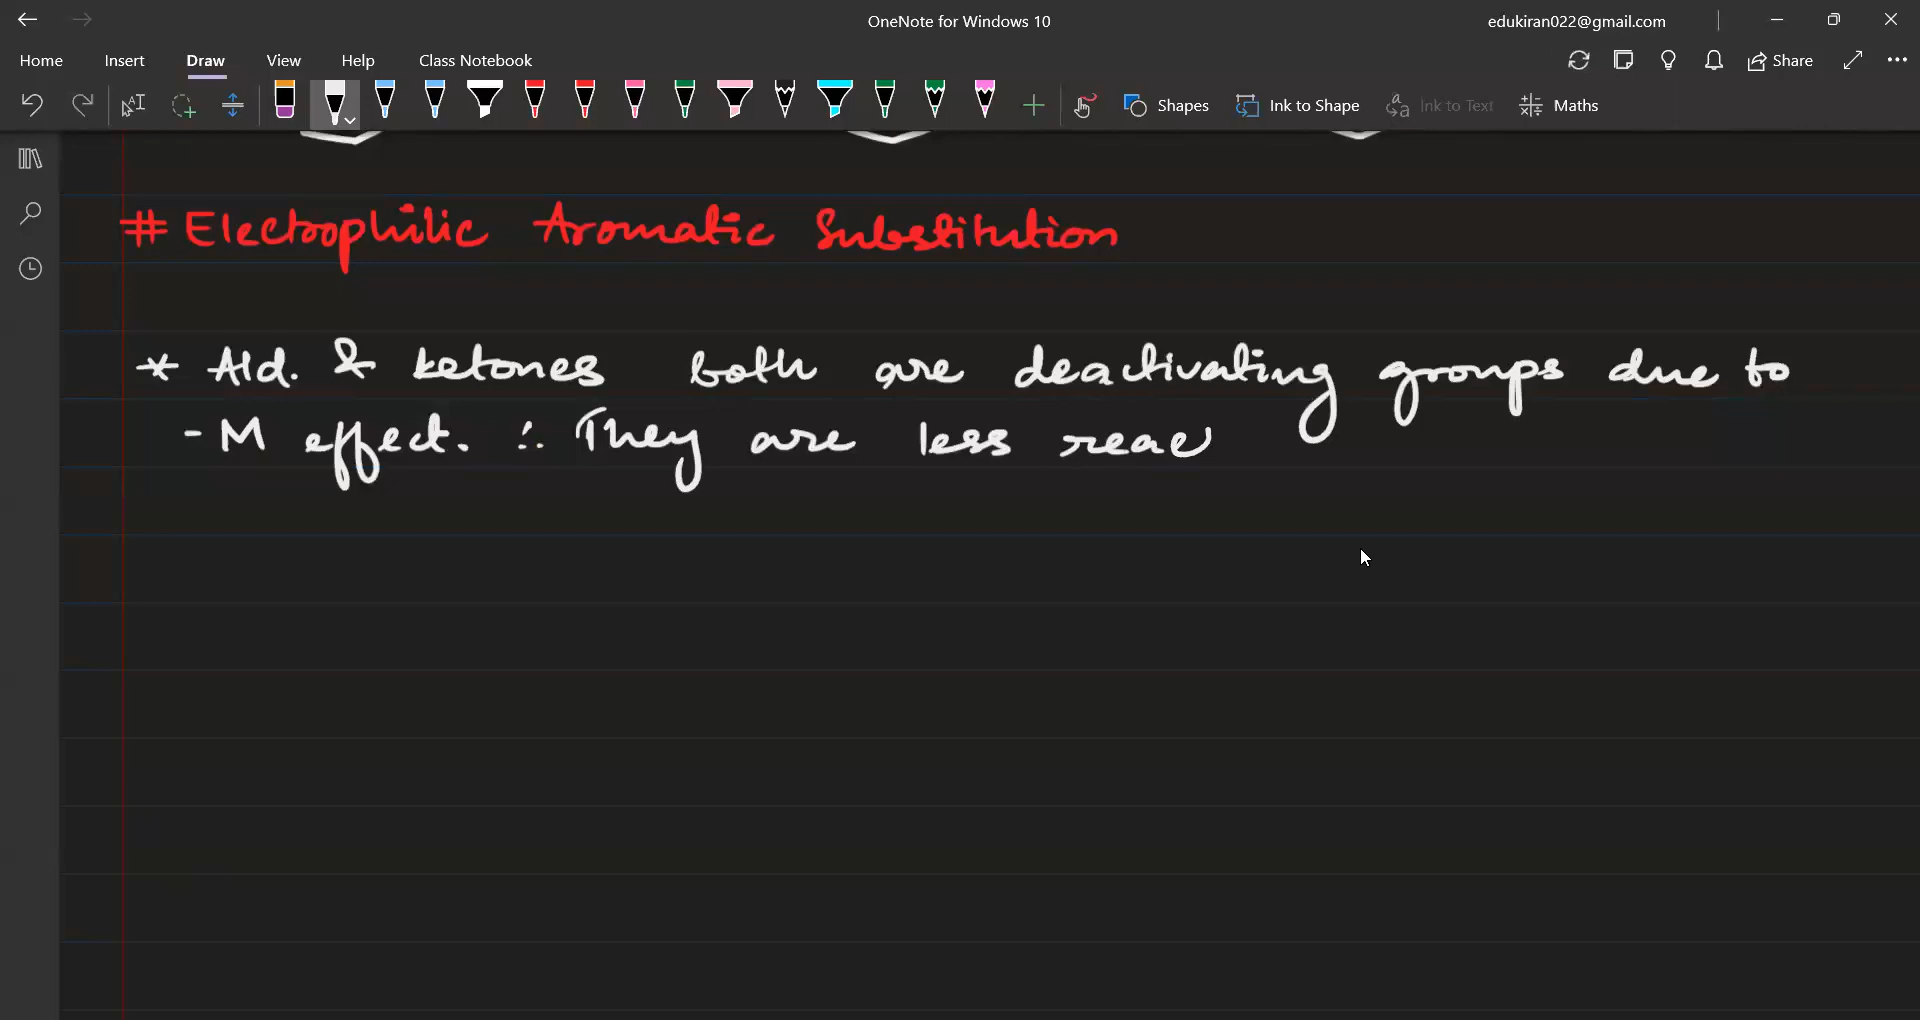 OneNote for Windows 10
edukiran022@gmail.com
Home Insert Draw View Help Class Notebook
Share
Shapes Ink to Shape Ink to Text Maths
# Electrophilic Aromatic Substitution
* Ald. & ketones both are deactivating groups due to
- M effect. ∴ They are less reac